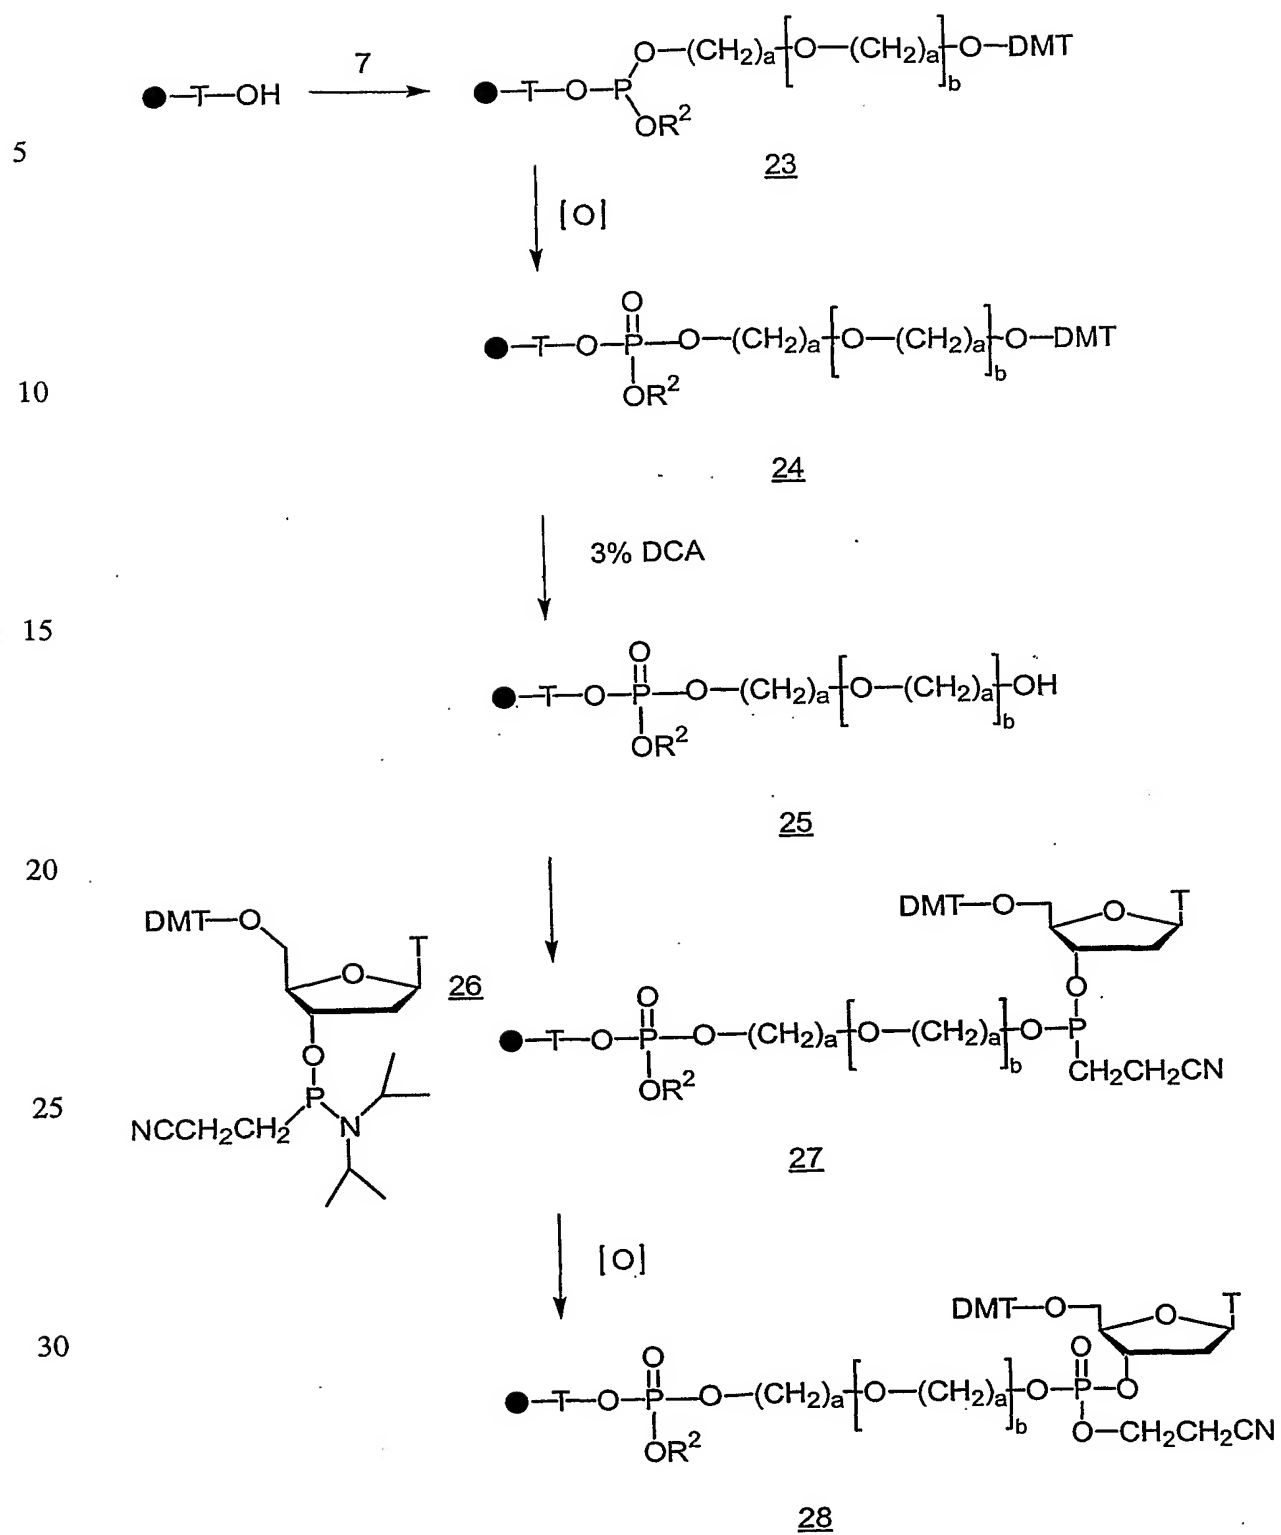 7
●—T—OH
●—T—O—P
O—(CH₂)ₐ[O—(CH₂)ₐ]b O—DMT
OR²
5
23
[O]
O
●—T—O—P—O—(CH₂)ₐ[O—(CH₂)ₐ]b O—DMT
10
OR²
24
3% DCA
15
O
●—T—O—P—O—(CH₂)ₐ[O—(CH₂)ₐ]b OH
OR²
25
20
DMT—O
O
T
26
O
P
NCCH₂CH₂
N
DMT—O
O
T
O
O
●—T—O—P—O—(CH₂)ₐ[O—(CH₂)ₐ]b O—P
OR²
CH₂CH₂CN
25
27
[O]
DMT—O
O
T
30
O
O
●—T—O—P—O—(CH₂)ₐ[O—(CH₂)ₐ]b O—P—O
OR²
O—CH₂CH₂CN
28